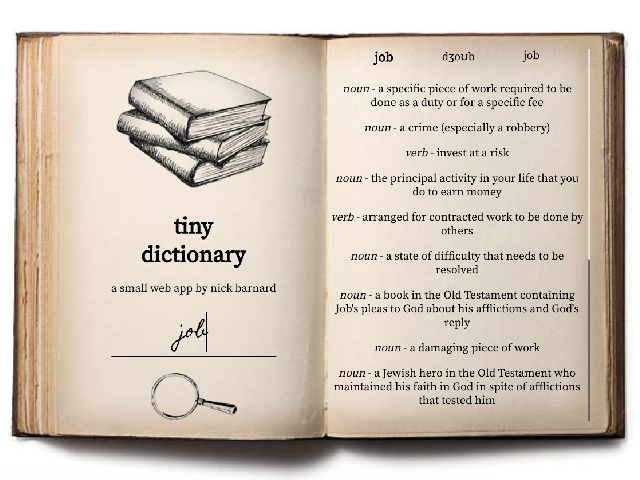 tiny
dictionary
a small web app by nick barnard
job
job dʒoʊb job
noun - a specific piece of work required to be
done as a duty or for a specific fee
noun - a crime (especially a robbery)
verb - invest at a risk
noun - the principal activity in your life that you
do to earn money
verb - arranged for contracted work to be done by
others
noun - a state of difficulty that needs to be
resolved
noun - a book in the Old Testament containing
Job's pleas to God about his afflictions and God's
reply
noun - a damaging piece of work
noun - a Jewish hero in the Old Testament who
maintained his faith in God in spite of afflictions
that tested him